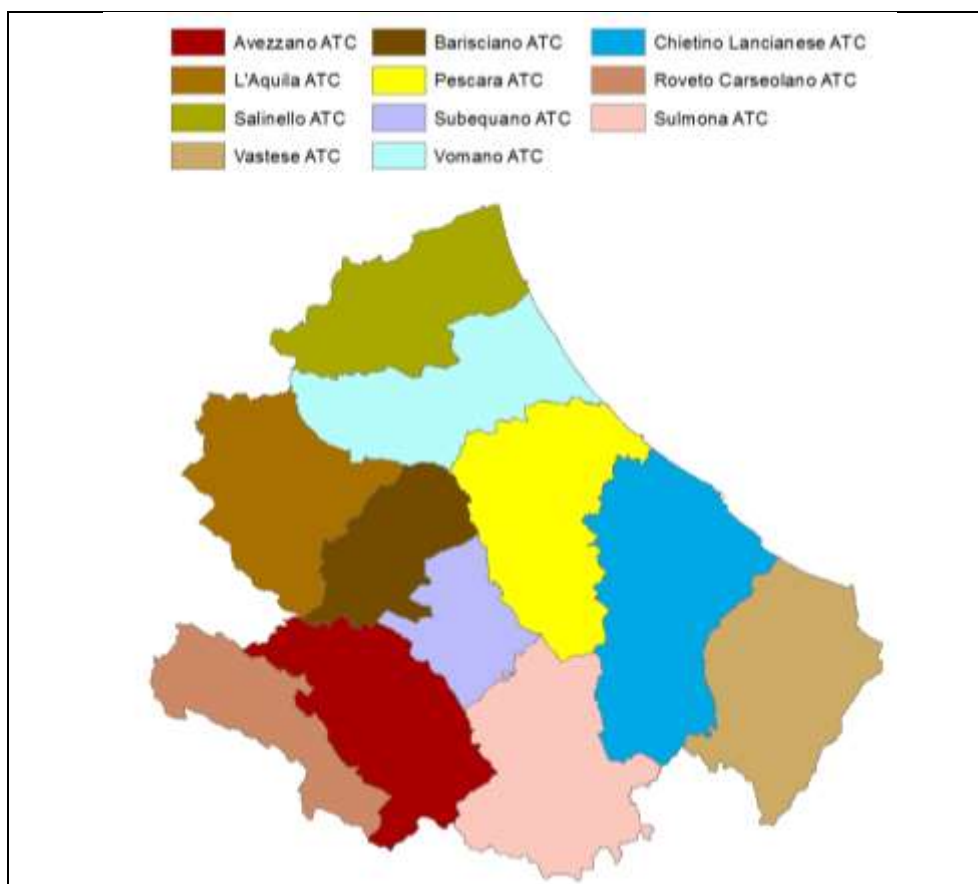 Avezzano ATC Barisciano ATC Chietino Lancianese ATC
L'Aquila ATC Pescara ATC Roveto Carseolano ATC
Salinello ATC Subequano ATC Sulmona ATC
Vastese ATC Vomano ATC